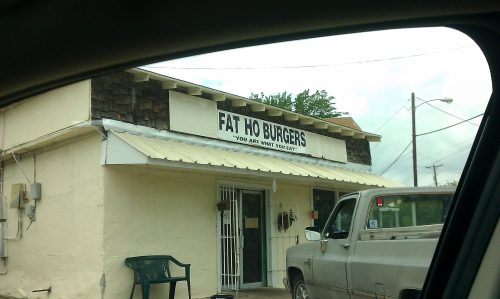 FAT HO BURGERS
"YOU ARE WHAT YOU EAT"